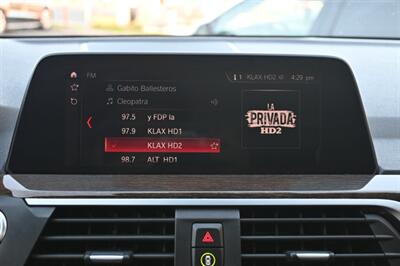 FM
1 KLAX HD2
4:29 pm
Gabito Ballesteros
Cleopatra
97.5 y FDP la
97.9 KLAX HD1
KLAX HD2
98.7 ALT HD1
LA
PRIVADA
HD2